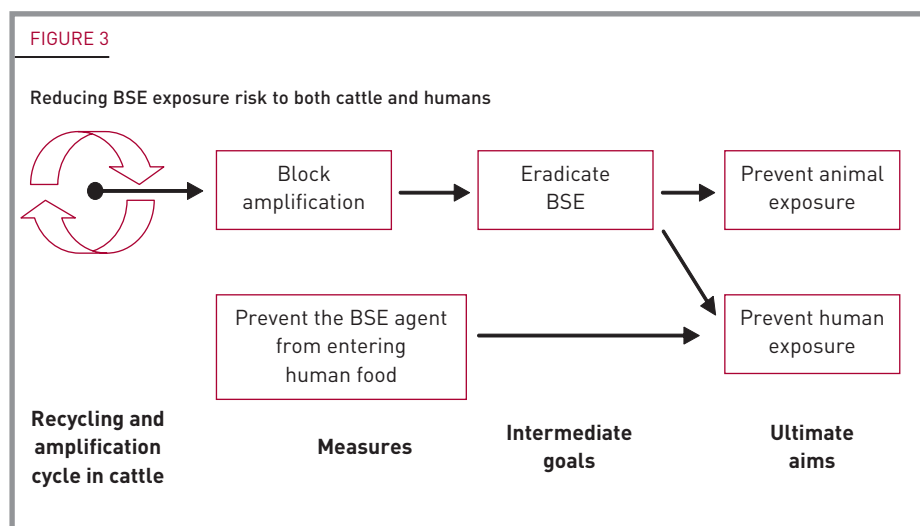 FIGURE 3
Reducing BSE exposure risk to both cattle and humans
Block
amplification
Eradicate
BSE
Prevent animal
exposure
Prevent the BSE agent
from entering
human food
Prevent human
exposure
Recycling and
amplification
cycle in cattle
Measures
Intermediate
goals
Ultimate
aims